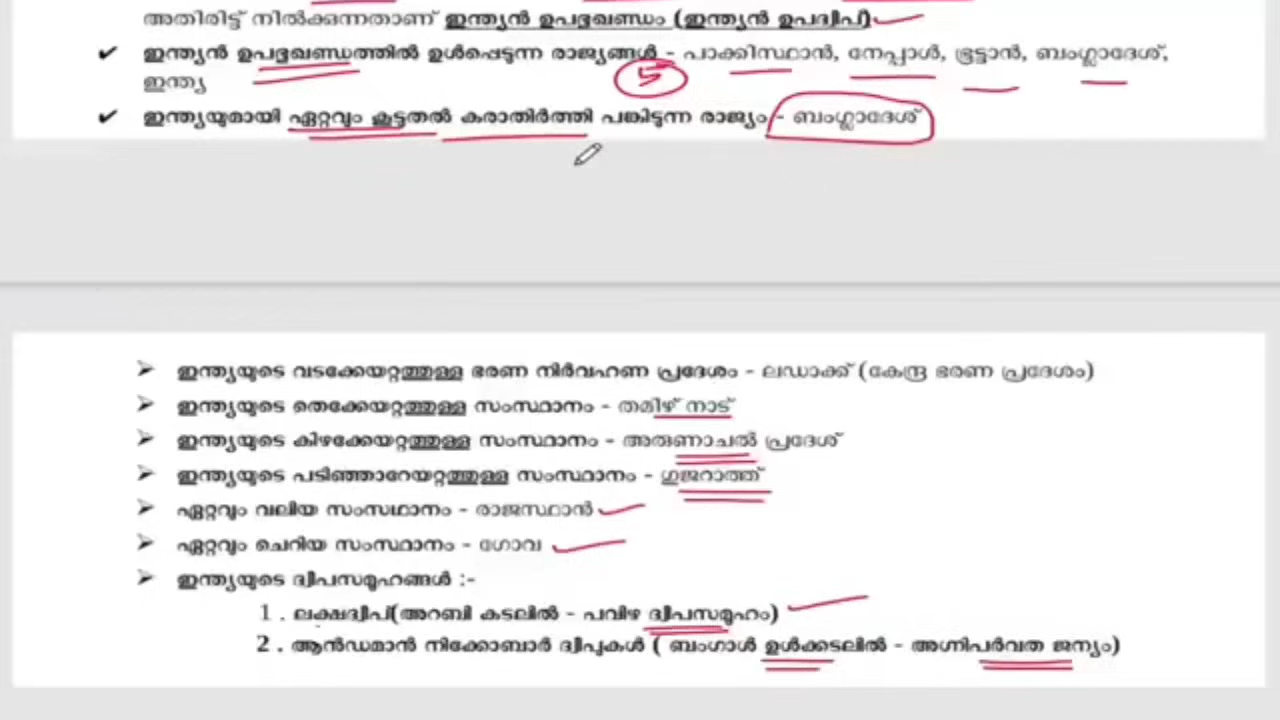 അതിരിട്ട് നിൽക്കുന്നതാണ് ഇന്ത്യൻ ഉപഭൂഖണ്ഡം (ഇന്ത്യൻ ഉപദ്വീപ്)
✔ ഇന്ത്യൻ ഉപഭൂഖണ്ഡത്തിൽ ഉൾപ്പെടുന്ന രാജ്യങ്ങൾ - പാക്കിസ്ഥാൻ, നേപ്പാൾ, ഭൂട്ടാൻ, ബംഗ്ലാദേശ്,
ഇന്ത്യ
5
✔ ഇന്ത്യയുമായി ഏറ്റവും കൂടുതൽ കരാതിർത്തി പങ്കിടുന്ന രാജ്യം - ബംഗ്ലാദേശ്
➢ ഇന്ത്യയുടെ വടക്കേയറ്റത്തുള്ള ഭരണ നിർവഹണ പ്രദേശം - ലഡാക്ക് (കേന്ദ്ര ഭരണ പ്രദേശം)
➢ ഇന്ത്യയുടെ തെക്കേയറ്റത്തുള്ള സംസ്ഥാനം - തമിഴ് നാട്
➢ ഇന്ത്യയുടെ കിഴക്കേയറ്റത്തുള്ള സംസ്ഥാനം - അരുണാചൽ പ്രദേശ്
➢ ഇന്ത്യയുടെ പടിഞ്ഞാറേയറ്റത്തുള്ള സംസ്ഥാനം - ഗുജറാത്ത്
➢ ഏറ്റവും വലിയ സംസഥാനം - രാജസ്ഥാൻ
➢ ഏറ്റവും ചെറിയ സംസ്ഥാനം - ഗോവ
➢ ഇന്ത്യയുടെ ദ്വീപസമൂഹങ്ങൾ :-
1 . ലക്ഷദ്വീപ്(അറബി കടലിൽ - പവിഴ ദ്വീപസമൂഹം)
2 . ആൻഡമാൻ നിക്കോബാർ ദ്വീപുകൾ ( ബംഗാൾ ഉൾക്കടലിൽ - അഗ്നിപർവത ജന്യം)